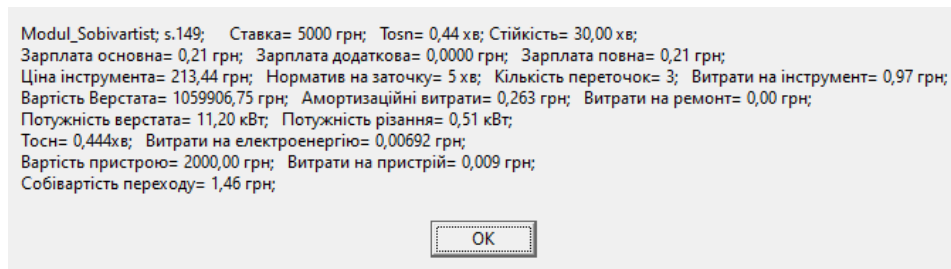 Modul_Sobivartist; s.149; Ставка= 5000 грн; Tosn= 0,44 хв; Стійкість= 30,00 хв;
Зарплата основна= 0,21 грн; Зарплата додаткова= 0,0000 грн; Зарплата повна= 0,21 грн;
Ціна інструмента= 213,44 грн; Норматив на заточку= 5 хв; Кількість переточок= 3; Витрати на інструмент= 0,97 грн;
Вартість Верстата= 1059906,75 грн; Амортизаційні витрати= 0,263 грн; Витрати на ремонт= 0,00 грн;
Потужність верстата= 11,20 кВт; Потужність різання= 0,51 кВт;
Тосн= 0,444хв; Витрати на електроенергію= 0,00692 грн;
Вартість пристрою= 2000,00 грн; Витрати на пристрій= 0,009 грн;
Собівартість переходу= 1,46 грн;
OK